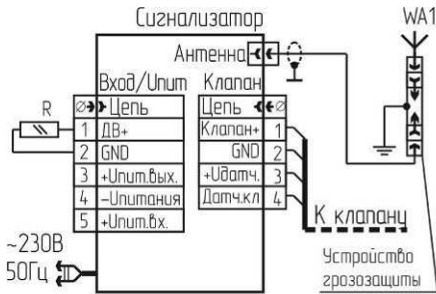 Сигнализатор
WA1
Антенна
Вход/Uпит
Клапан
R
Цепь
Цепь
1 ДВ+
Клапан+ 1
2 GND
GND 2
3 +Uпит.вых.
+Uдатч. 3
4 –Uпитания
Датч.кл 4
5 +Uпит.вх.
К клапану
~230В
50Гц
Устройство
грозозащиты